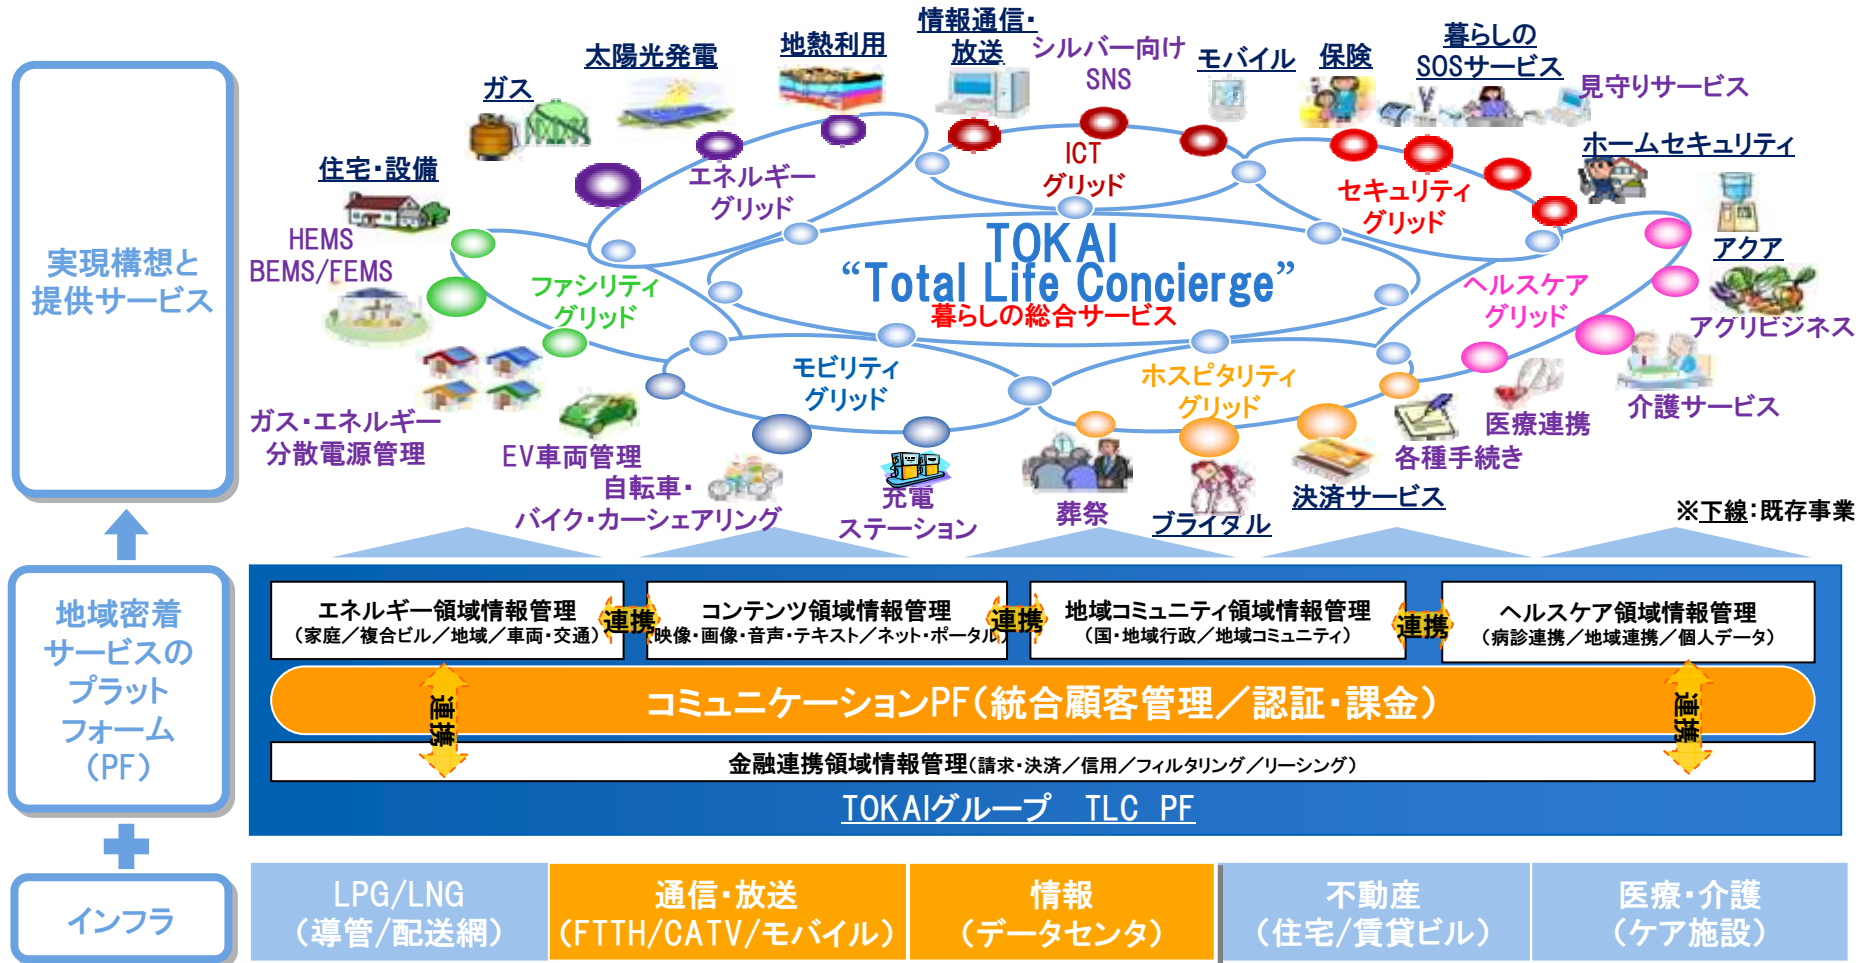 実現構想と
提供サービス
地域密着
サービスの
プラット
フォーム
(PF)
インフラ
ガス
太陽光発電
地熱利用
情報通信・
放送
シルバー向け
SNS
モバイル
保険
暮らしの
SOSサービス
見守りサービス
ホームセキュリティ
住宅・設備
HEMS
BEMS/FEMS
エネルギー
グリッド
ICT
グリッド
セキュリティ
グリッド
アクア
ファシリティ
グリッド
TOKAI
“Total Life Concierge”
暮らしの総合サービス
ヘルスケア
グリッド
アグリビジネス
モビリティ
グリッド
ホスピタリティ
グリッド
ガス・エネルギー
分散電源管理
EV車両管理
自転車・
バイク・カーシェアリング
充電
ステーション
葬祭
ブライダル
決済サービス
各種手続き
医療連携
介護サービス
※下線:既存事業
エネルギー領域情報管理
(家庭/複合ビル/地域/車両・交通)
連携
コンテンツ領域情報管理
(映像・画像・音声・テキスト/ネット・ポータル)
連携
地域コミュニティ領域情報管理
(国・地域行政/地域コミュニティ)
連携
ヘルスケア領域情報管理
(病診連携/地域連携/個人データ)
連携
コミュニケーションPF(統合顧客管理/認証・課金)
連携
金融連携領域情報管理(請求・決済/信用/フィルタリング/リーシング)
TOKAIグループ TLC PF
LPG/LNG
(導管/配送網)
通信・放送
(FTTH/CATV/モバイル)
情報
(データセンタ)
不動産
(住宅/賃貸ビル)
医療・介護
(ケア施設)